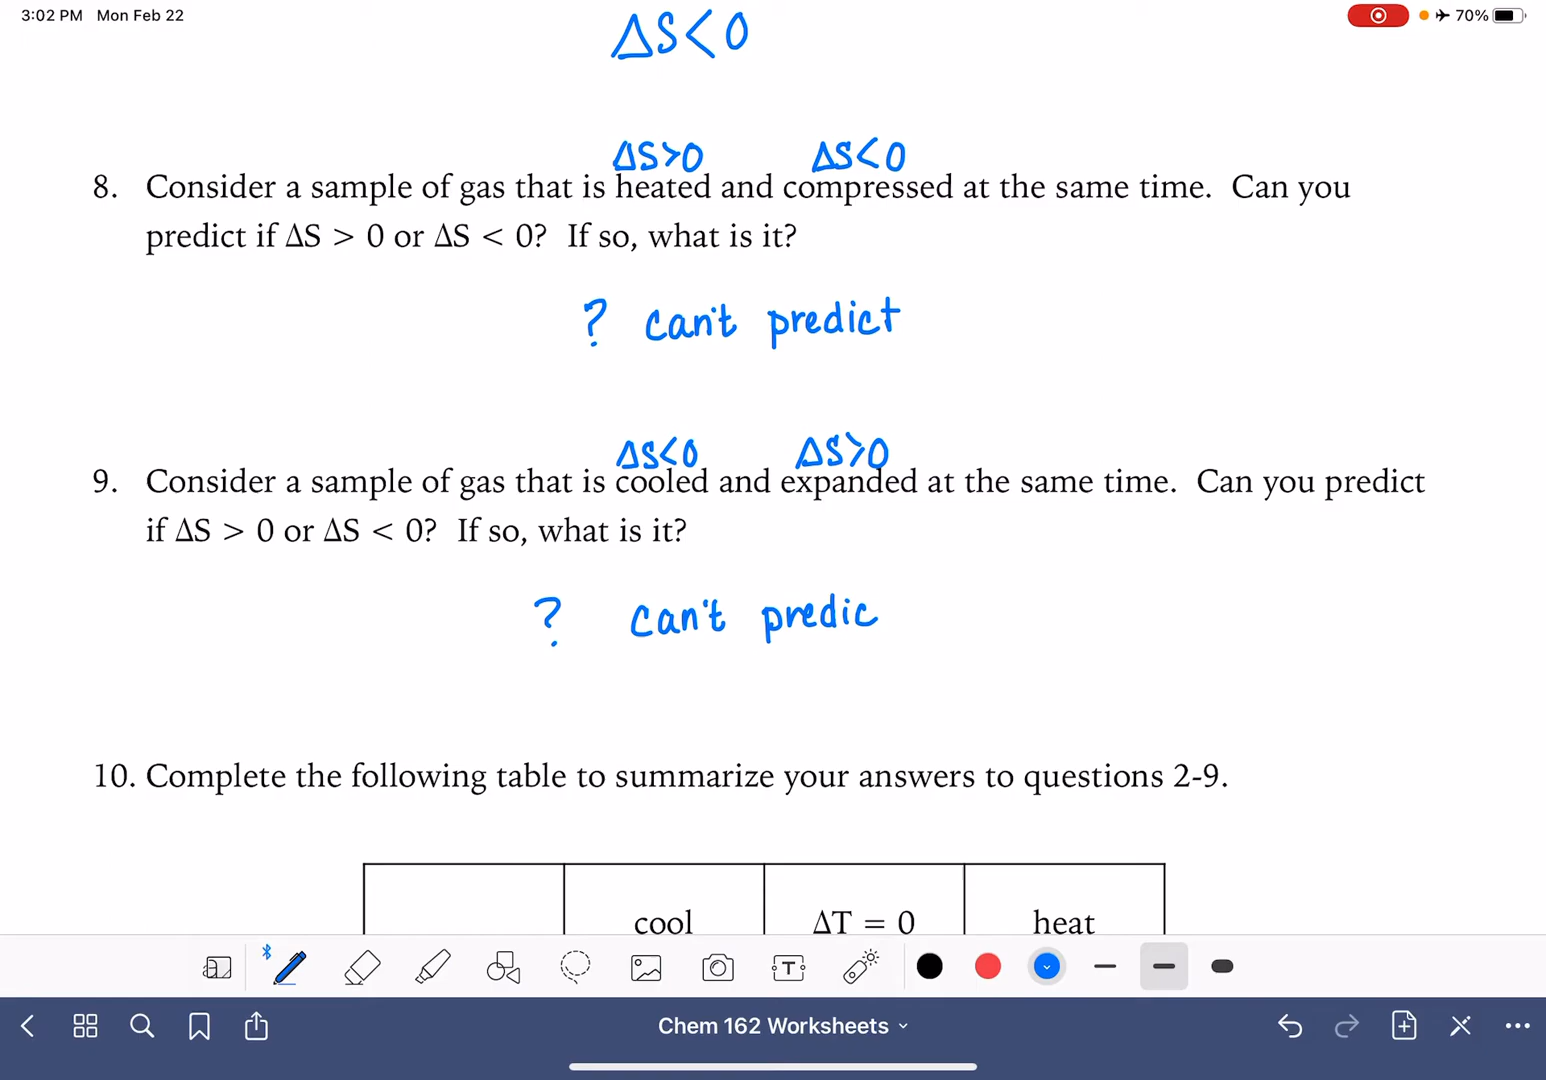 3:02 PM Mon Feb 22
70%
ΔS<0
ΔS>0 ΔS<0
8. Consider a sample of gas that is heated and compressed at the same time. Can you
predict if ΔS > 0 or ΔS < 0? If so, what is it?
? can't predict
ΔS<0 ΔS>0
9. Consider a sample of gas that is cooled and expanded at the same time. Can you predict
if ΔS > 0 or ΔS < 0? If so, what is it?
? can't predic
10. Complete the following table to summarize your answers to questions 2-9.
cool ΔT = 0 heat
Chem 162 Worksheets